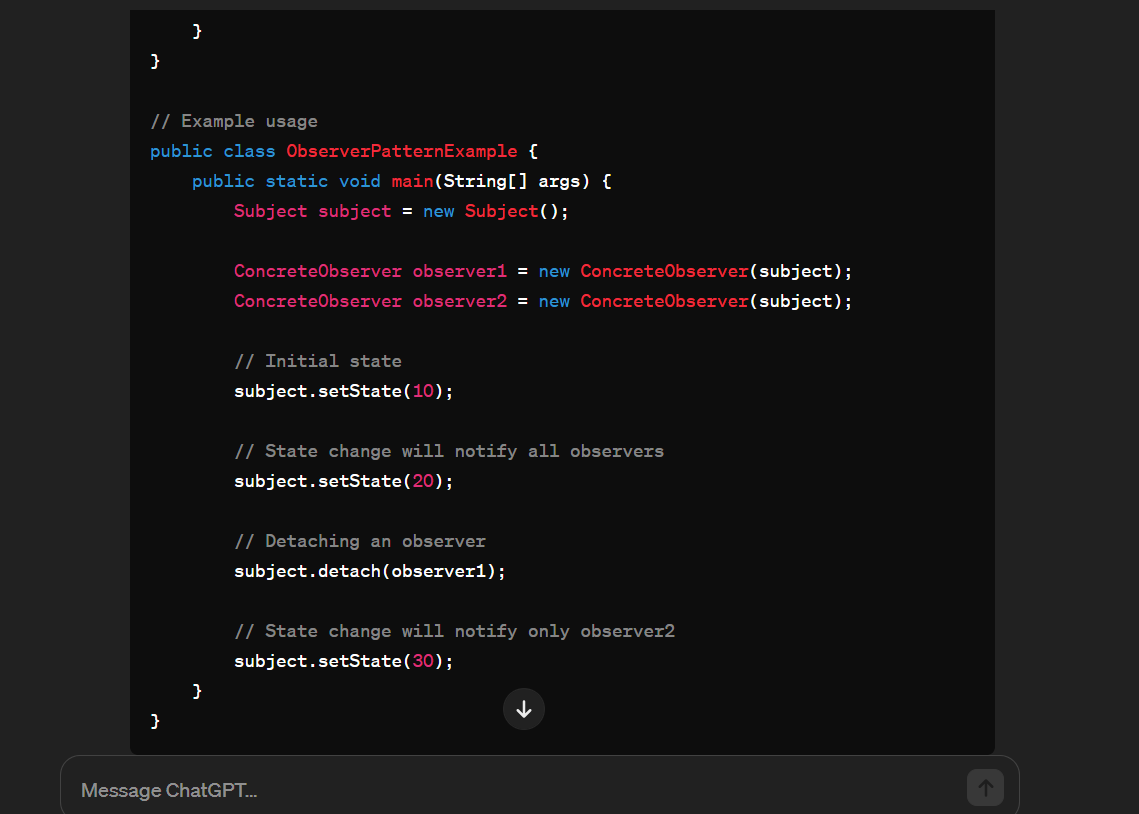 }
}

// Example usage
public class ObserverPatternExample {
    public static void main(String[] args) {
        Subject subject = new Subject();

        ConcreteObserver observer1 = new ConcreteObserver(subject);
        ConcreteObserver observer2 = new ConcreteObserver(subject);

        // Initial state
        subject.setState(10);

        // State change will notify all observers
        subject.setState(20);

        // Detaching an observer
        subject.detach(observer1);

        // State change will notify only observer2
        subject.setState(30);
    }
}
Message ChatGPT...